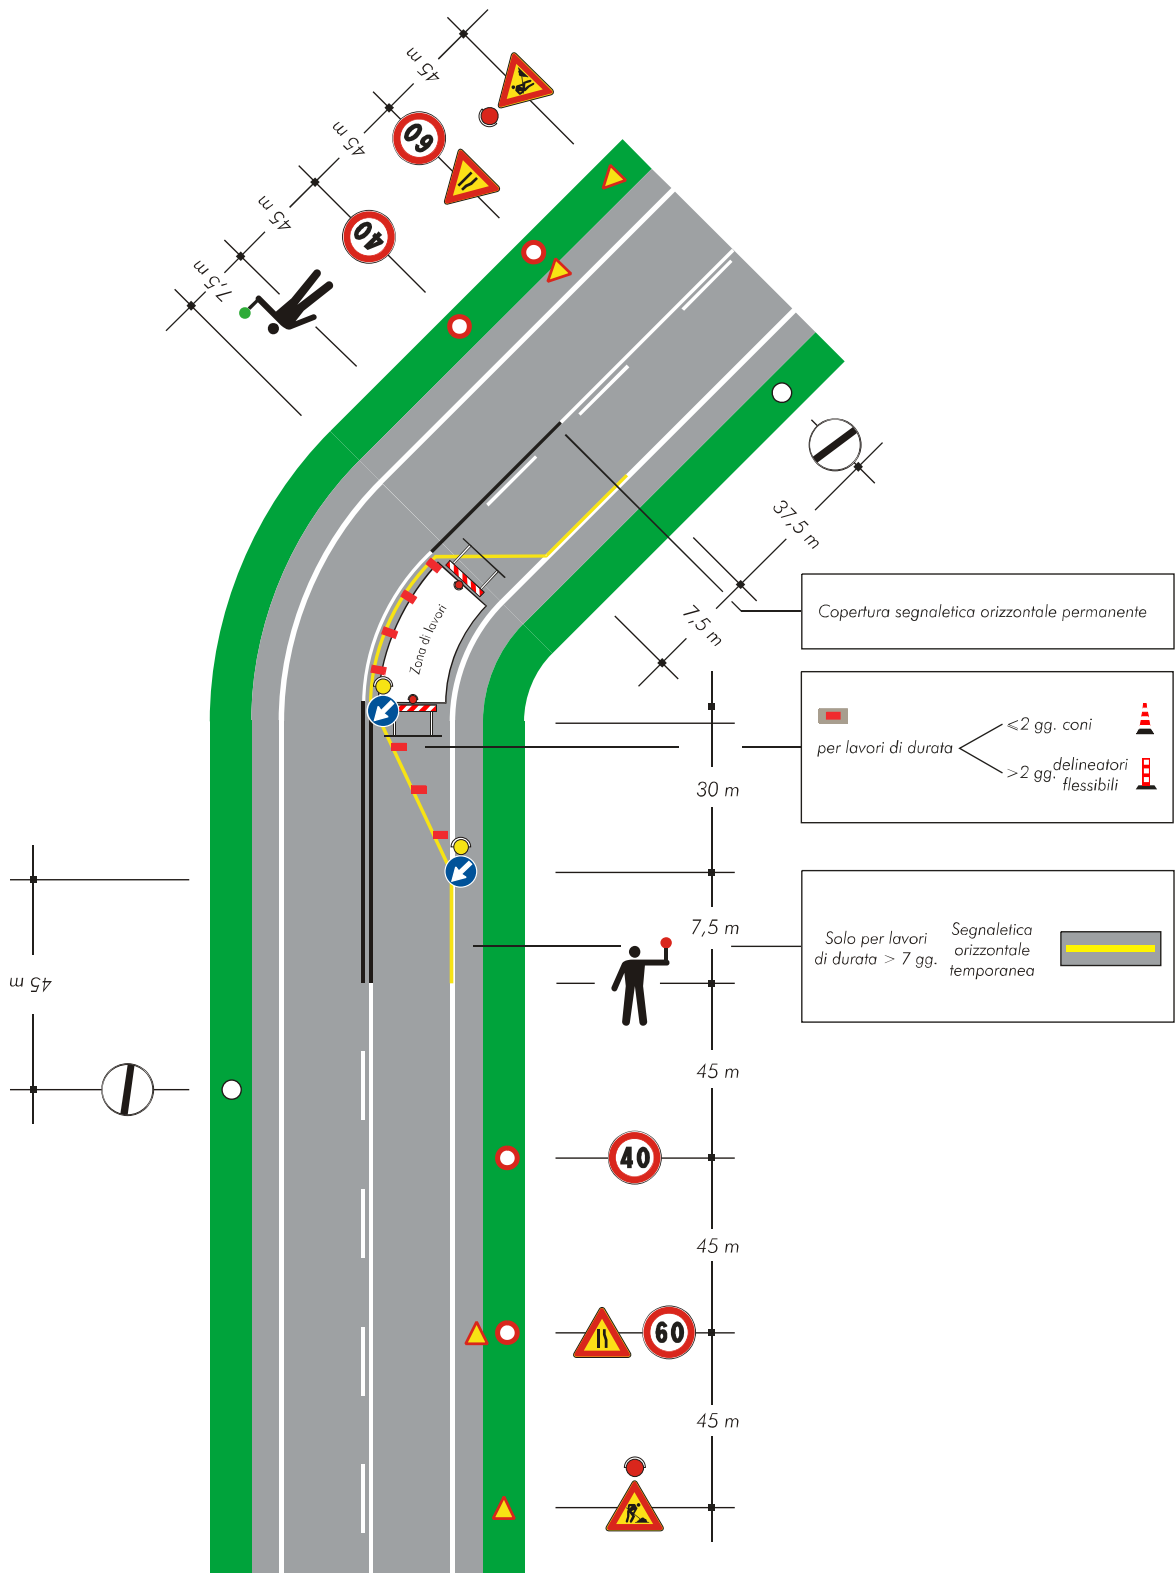 45 m
45 m
60
45 m
40
7,5 m
37,5 m
7,5 m
Copertura segnaletica orizzontale permanente
Zona di lavori
per lavori di durata
≤2 gg. coni
>2 gg. delineatori
flessibili
30 m
7,5 m
Solo per lavori
di durata > 7 gg.
Segnaletica
orizzontale
temporanea
45 m
45 m
40
45 m
60
45 m